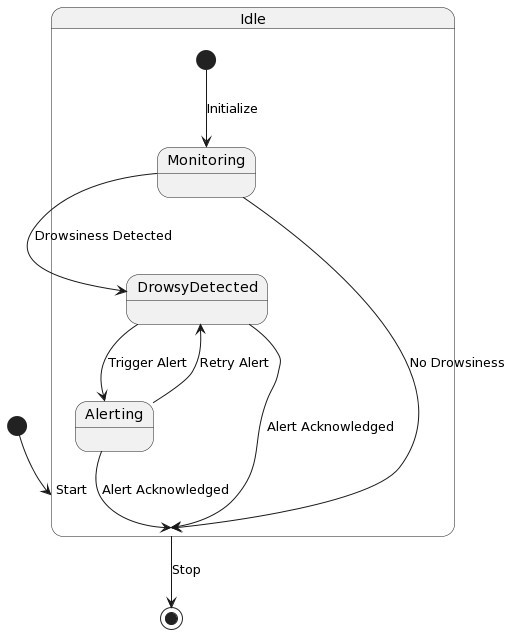 Idle
Initialize
Monitoring
Drowsiness Detected
DrowsyDetected
Trigger Alert
Retry Alert
No Drowsiness
Alerting
Alert Acknowledged
Start
Alert Acknowledged
Stop